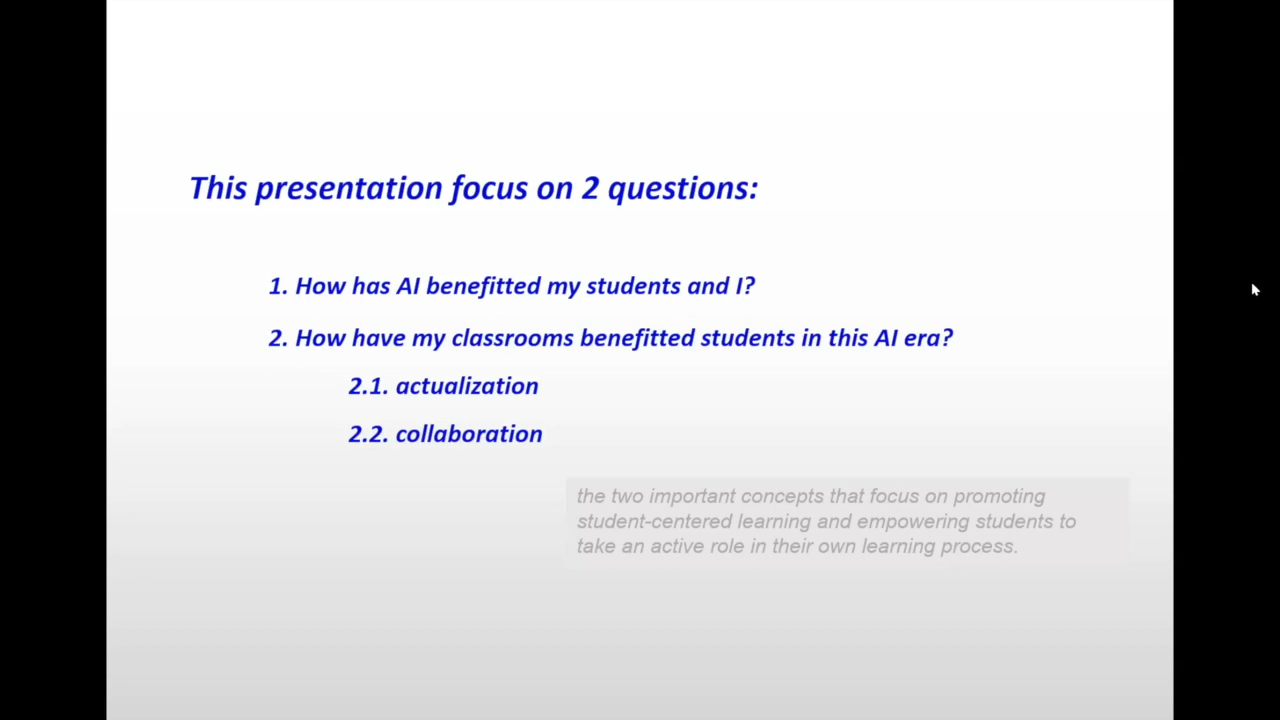 This presentation focus on 2 questions:
1. How has AI benefitted my students and I?
2. How have my classrooms benefitted students in this AI era?
2.1. actualization
2.2. collaboration
the two important concepts that focus on promoting
student-centered learning and empowering students to
take an active role in their own learning process.